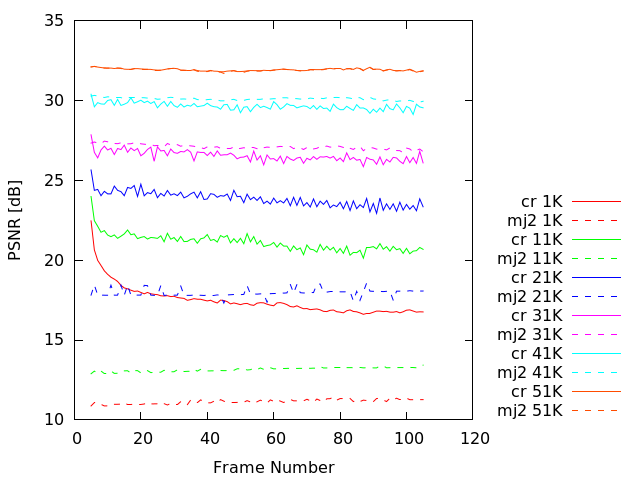 35
30
25
20
15
10
PSNR [dB]
0
20
40
60
80
100
120
Frame Number
cr 1K
mj2 1K
cr 11K
mj2 11K
cr 21K
mj2 21K
cr 31K
mj2 31K
cr 41K
mj2 41K
cr 51K
mj2 51K